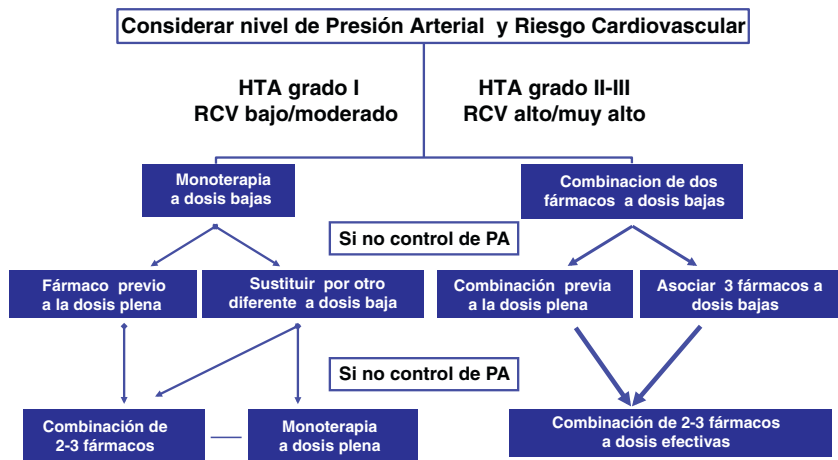 Considerar nivel de Presión Arterial y Riesgo Cardiovascular
HTA grado I
RCV bajo/moderado
HTA grado II-III
RCV alto/muy alto
Monoterapia
a dosis bajas
Combinacion de dos
fármacos a dosis bajas
Si no control de PA
Fármaco previo
a la dosis plena
Sustituir por otro
diferente a dosis baja
Combinación previa
a la dosis plena
Asociar 3 fármacos a
dosis bajas
Si no control de PA
Combinación de
2-3 fármacos
Monoterapia
a dosis plena
Combinación de 2-3 fármacos
a dosis efectivas